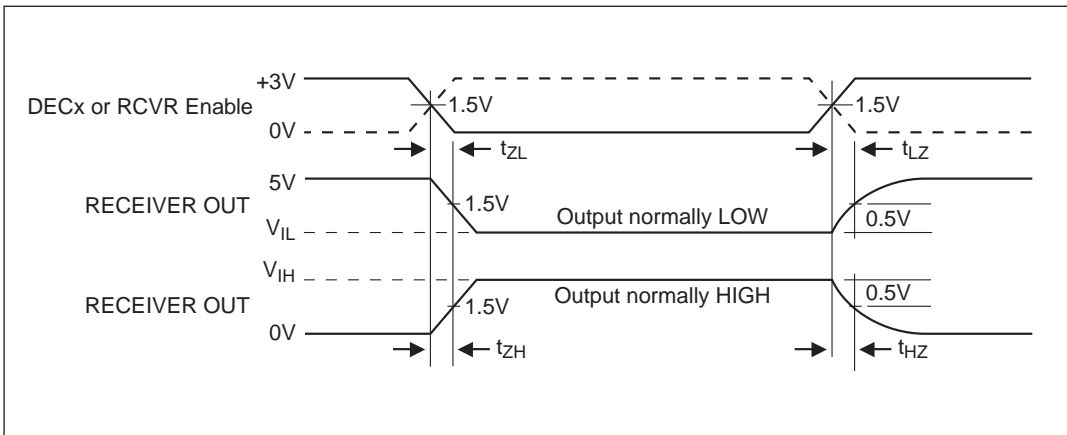 +3V
DECx or RCVR Enable
1.5V
1.5V
0V
tZL
tLZ
5V
RECEIVER OUT
1.5V
Output normally LOW
0.5V
VIL
VIH
RECEIVER OUT
1.5V
Output normally HIGH
0.5V
0V
tZH
tHZ